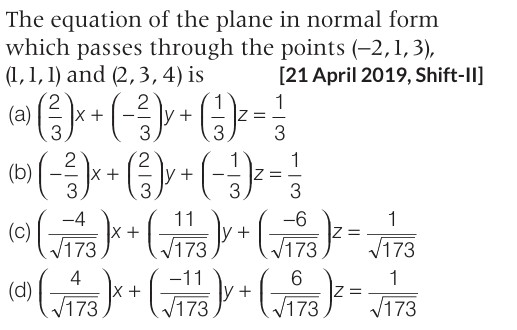 The equation of the plane in normal form
which passes through the points (−2, 1, 3),
(1, 1, 1) and (2, 3, 4) is [21 April 2019, Shift-II]
(a) (2/3)x + (−2/3)y + (1/3)z = 1/3
(b) (−2/3)x + (2/3)y + (−1/3)z = 1/3
(c) (−4/√173)x + (11/√173)y + (−6/√173)z = 1/√173
(d) (4/√173)x + (−11/√173)y + (6/√173)z = 1/√173